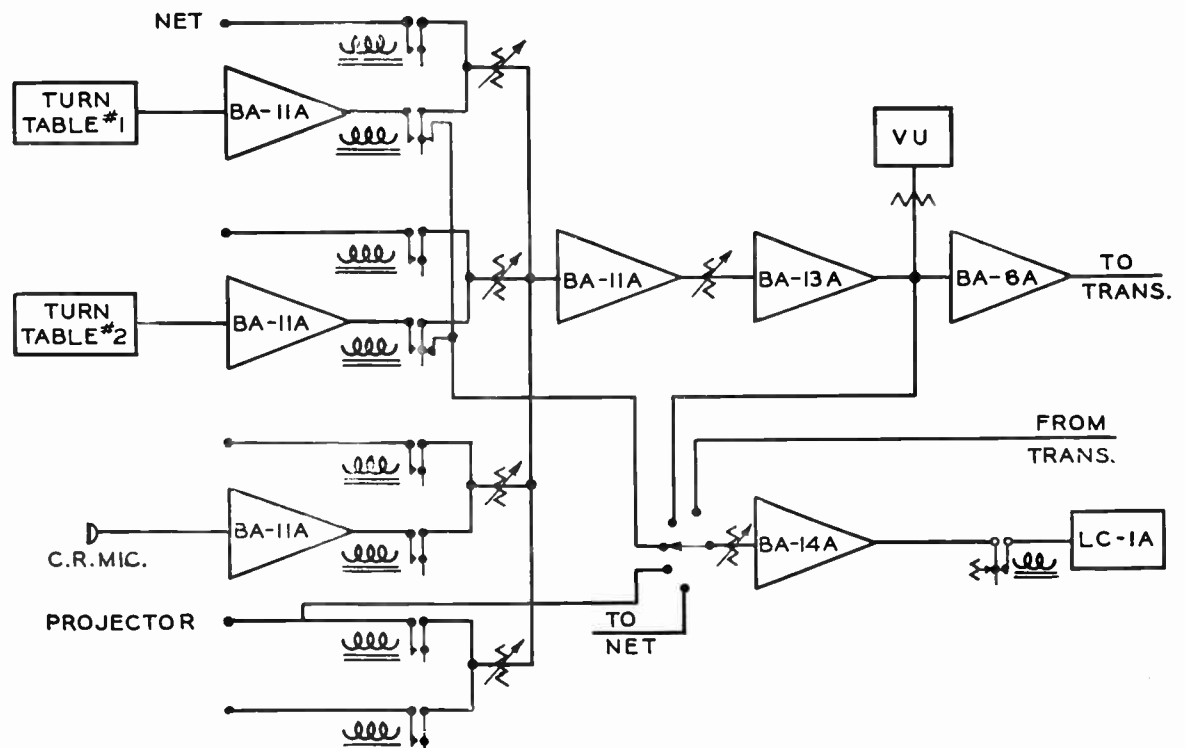 NET
TURN
TABLE #1
BA-11A
VU
TURN
TABLE #2
BA-11A
BA-11A
BA-13A
BA-6A
TO
TRANS.
FROM
TRANS.
C.R. MIC.
BA-11A
BA-14A
LC-1A
PROJECTOR
TO
NET